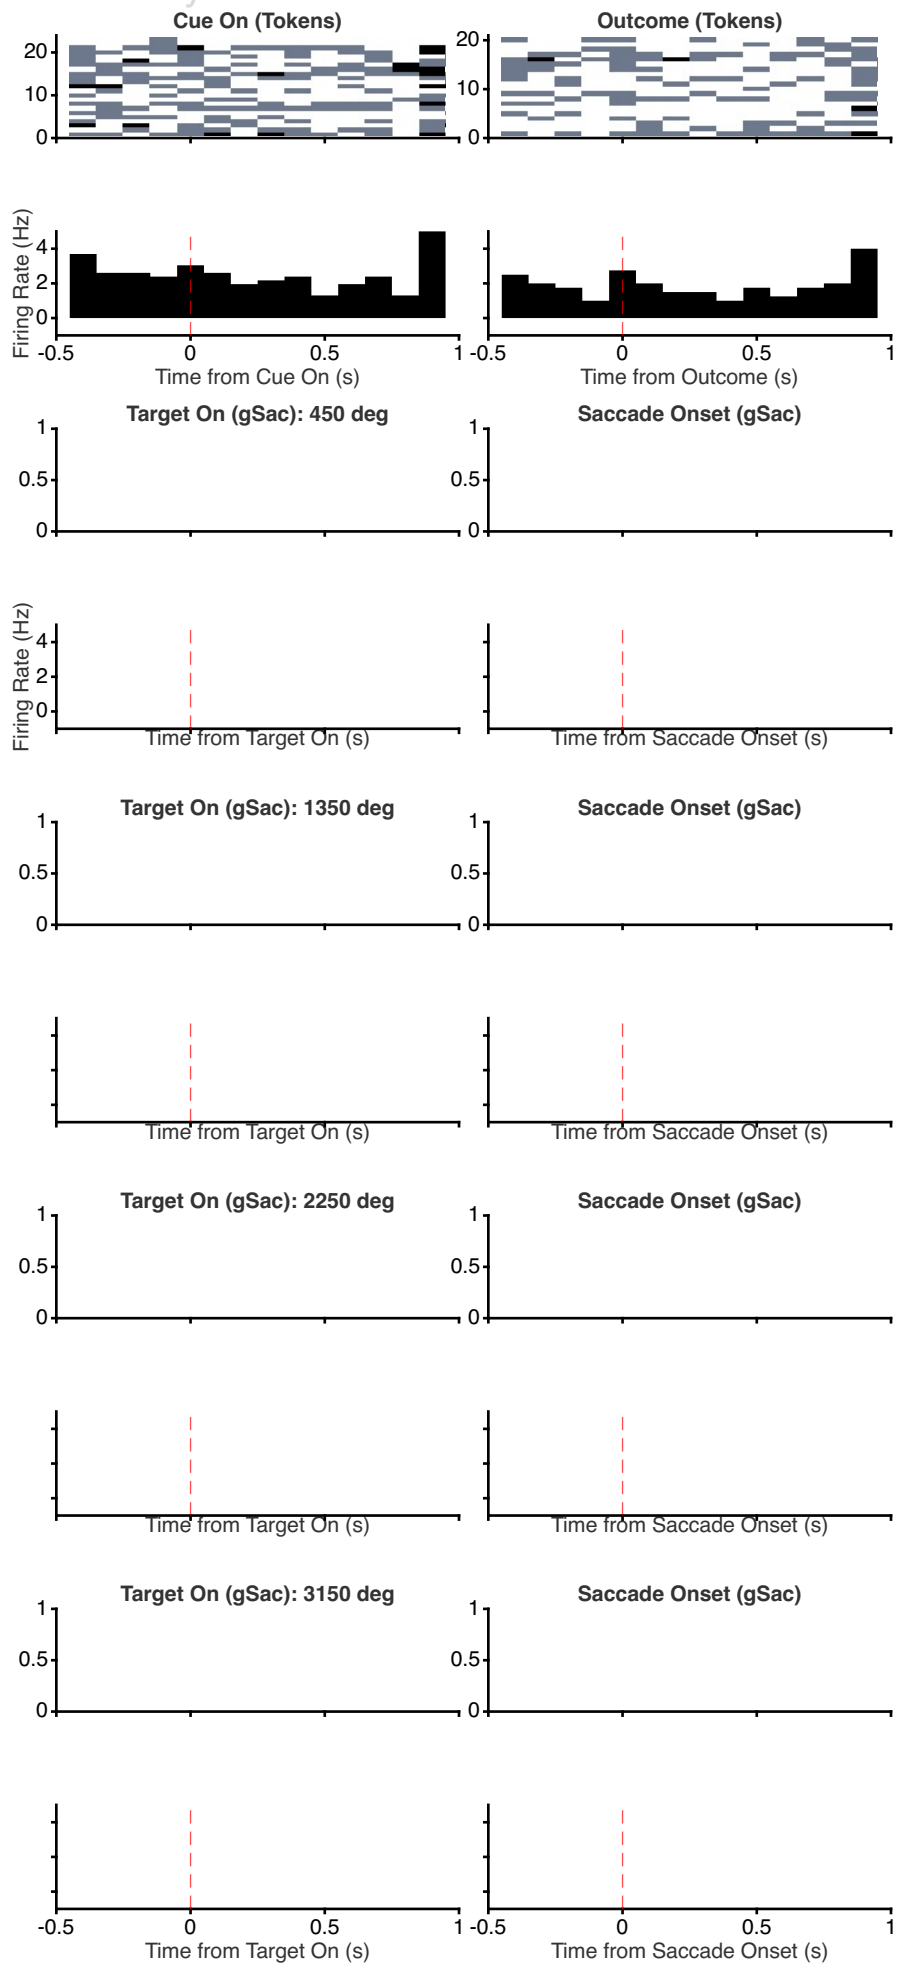 Cue On (Tokens)
Outcome (Tokens)
20
10
0
20
10
0
Firing Rate (Hz)
4
2
0
-0.5 0 0.5 1
-0.5 0 0.5 1
Time from Cue On (s)
Time from Outcome (s)
Target On (gSac): 450 deg
Saccade Onset (gSac)
1
0.5
0
1
0.5
0
Firing Rate (Hz)
4
2
0
Time from Target On (s)
Time from Saccade Onset (s)
Target On (gSac): 1350 deg
Saccade Onset (gSac)
1
0.5
0
1
0.5
0
Time from Target On (s)
Time from Saccade Onset (s)
Target On (gSac): 2250 deg
Saccade Onset (gSac)
1
0.5
0
1
0.5
0
Time from Target On (s)
Time from Saccade Onset (s)
Target On (gSac): 3150 deg
Saccade Onset (gSac)
1
0.5
0
1
0.5
0
-0.5 0 0.5 1
-0.5 0 0.5 1
Time from Target On (s)
Time from Saccade Onset (s)